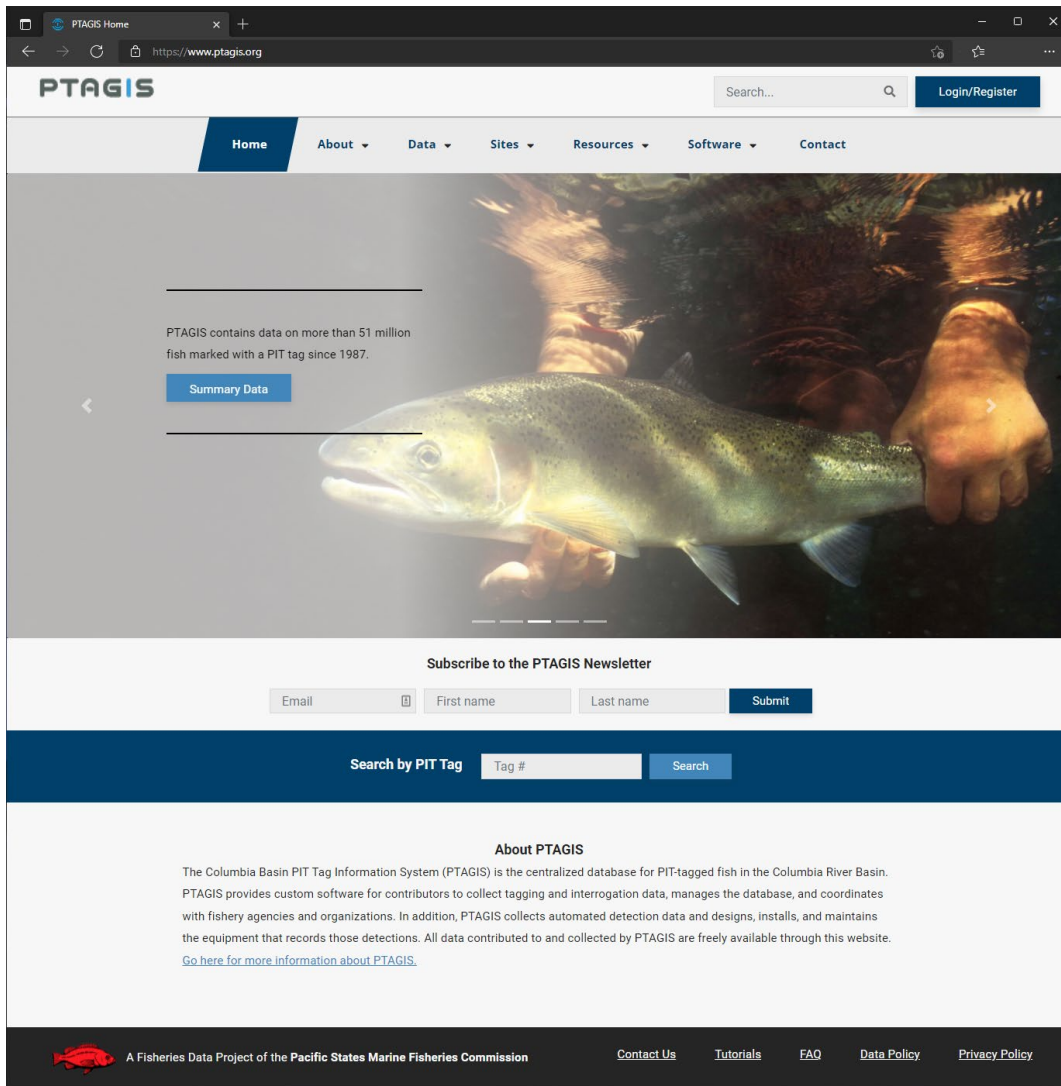 PTAGIS Home
https://www.ptagis.org
PTAGIS
Search...
Login/Register
Home About Data Sites Resources Software Contact
PTAGIS contains data on more than 51 million
fish marked with a PIT tag since 1987.
Summary Data
Subscribe to the PTAGIS Newsletter
Email First name Last name Submit
Search by PIT Tag Tag # Search
About PTAGIS
The Columbia Basin PIT Tag Information System (PTAGIS) is the centralized database for PIT-tagged fish in the Columbia River Basin.
PTAGIS provides custom software for contributors to collect tagging and interrogation data, manages the database, and coordinates
with fishery agencies and organizations. In addition, PTAGIS collects automated detection data and designs, installs, and maintains
the equipment that records those detections. All data contributed to and collected by PTAGIS are freely available through this website.
Go here for more information about PTAGIS.
A Fisheries Data Project of the Pacific States Marine Fisheries Commission Contact Us Tutorials FAQ Data Policy Privacy Policy